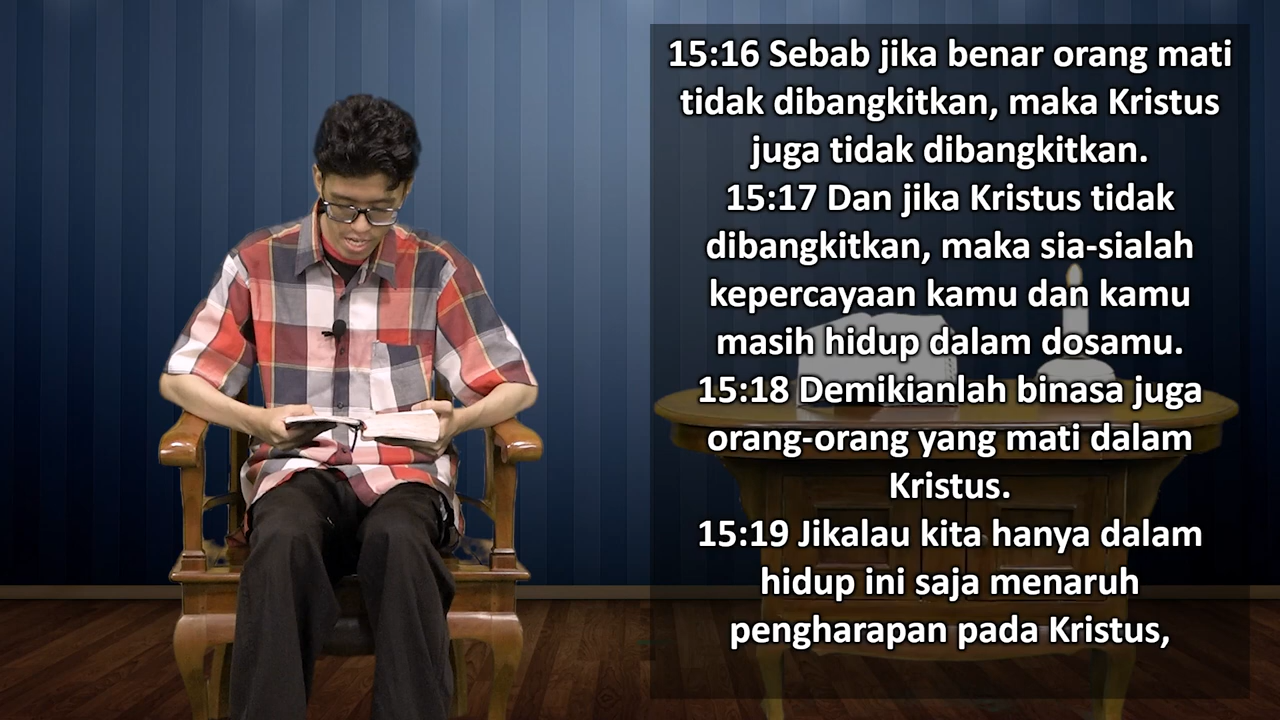 15:16 Sebab jika benar orang mati
tidak dibangkitkan, maka Kristus
juga tidak dibangkitkan.
15:17 Dan jika Kristus tidak
dibangkitkan, maka sia-sialah
kepercayaan kamu dan kamu
masih hidup dalam dosamu.
15:18 Demikianlah binasa juga
orang-orang yang mati dalam
Kristus.
15:19 Jikalau kita hanya dalam
hidup ini saja menaruh
pengharapan pada Kristus,